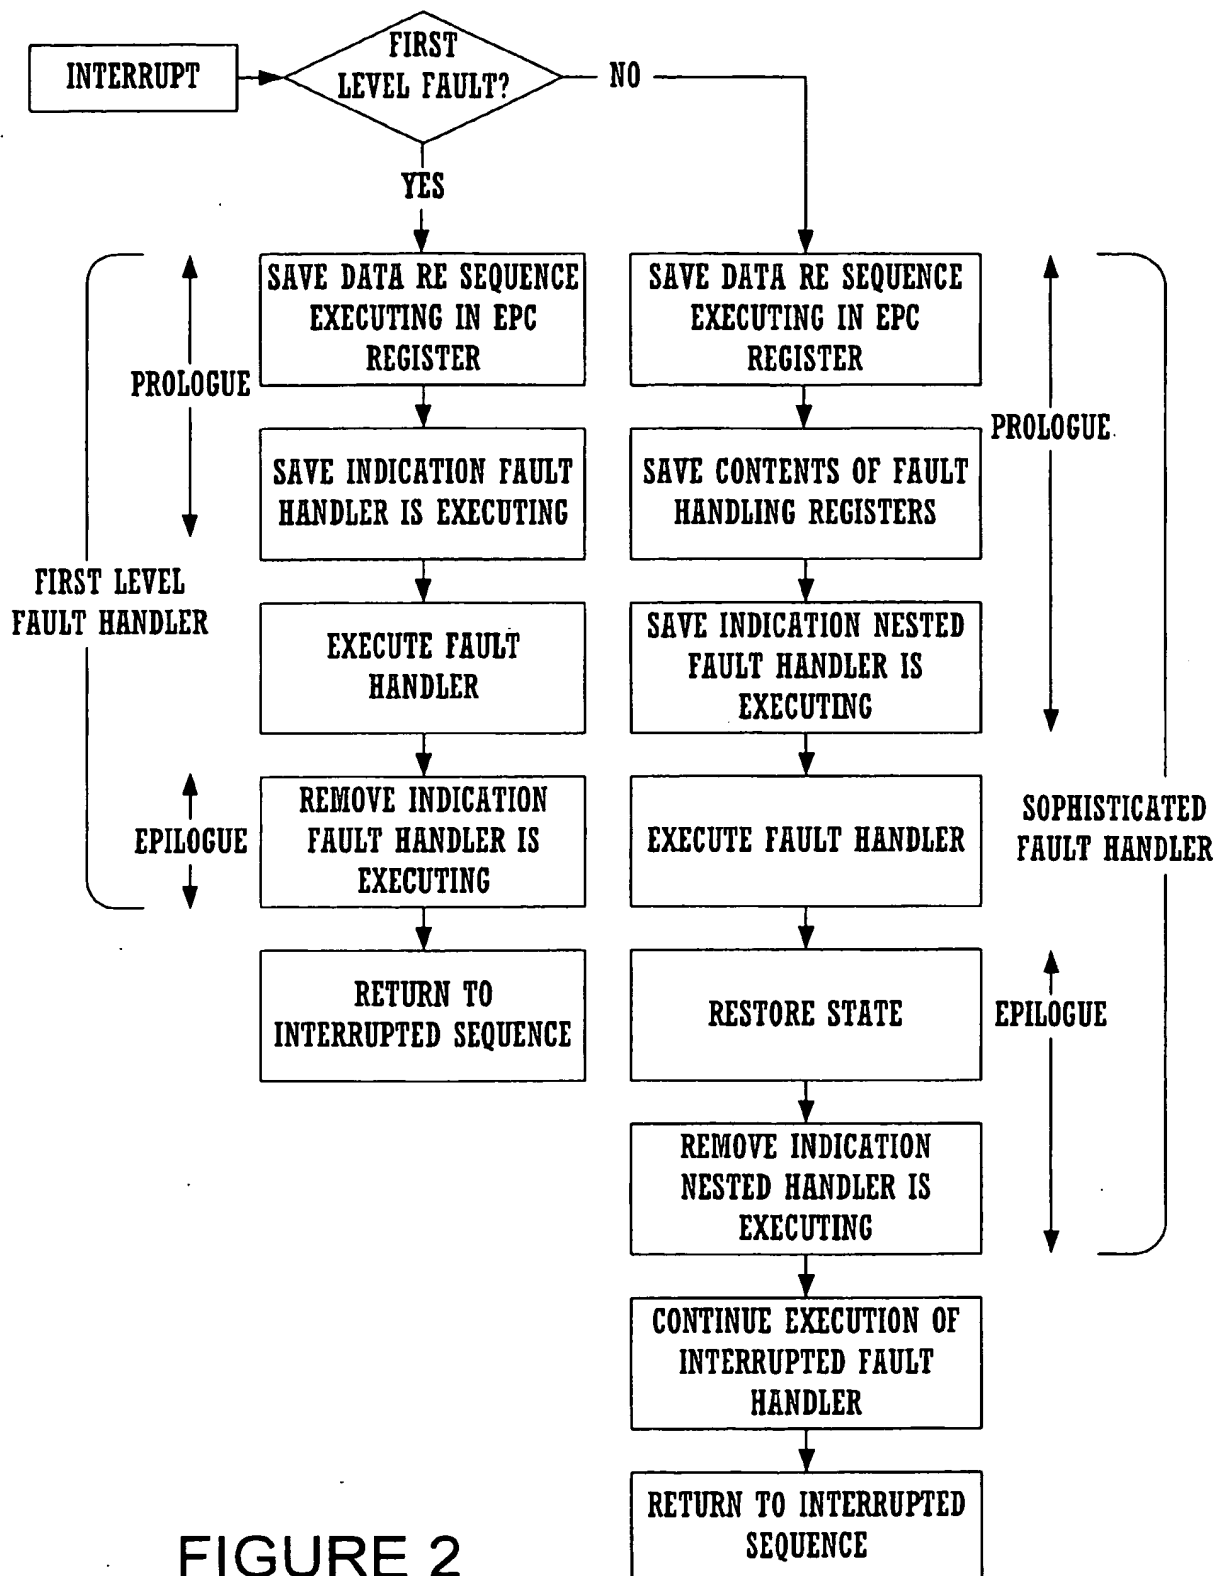 INTERRUPT
FIRST
LEVEL FAULT?
NO
YES
SAVE DATA RE SEQUENCE
EXECUTING IN EPC
REGISTER
SAVE INDICATION FAULT
HANDLER IS EXECUTING
EXECUTE FAULT
HANDLER
REMOVE INDICATION
FAULT HANDLER IS
EXECUTING
RETURN TO
INTERRUPTED SEQUENCE
PROLOGUE
FIRST LEVEL
FAULT HANDLER
EPILOGUE
SAVE DATA RE SEQUENCE
EXECUTING IN EPC
REGISTER
SAVE CONTENTS OF FAULT
HANDLING REGISTERS
SAVE INDICATION NESTED
FAULT HANDLER IS
EXECUTING
EXECUTE FAULT HANDLER
RESTORE STATE
REMOVE INDICATION
NESTED HANDLER IS
EXECUTING
CONTINUE EXECUTION OF
INTERRUPTED FAULT
HANDLER
RETURN TO INTERRUPTED
SEQUENCE
PROLOGUE
SOPHISTICATED
FAULT HANDLER
EPILOGUE
FIGURE 2